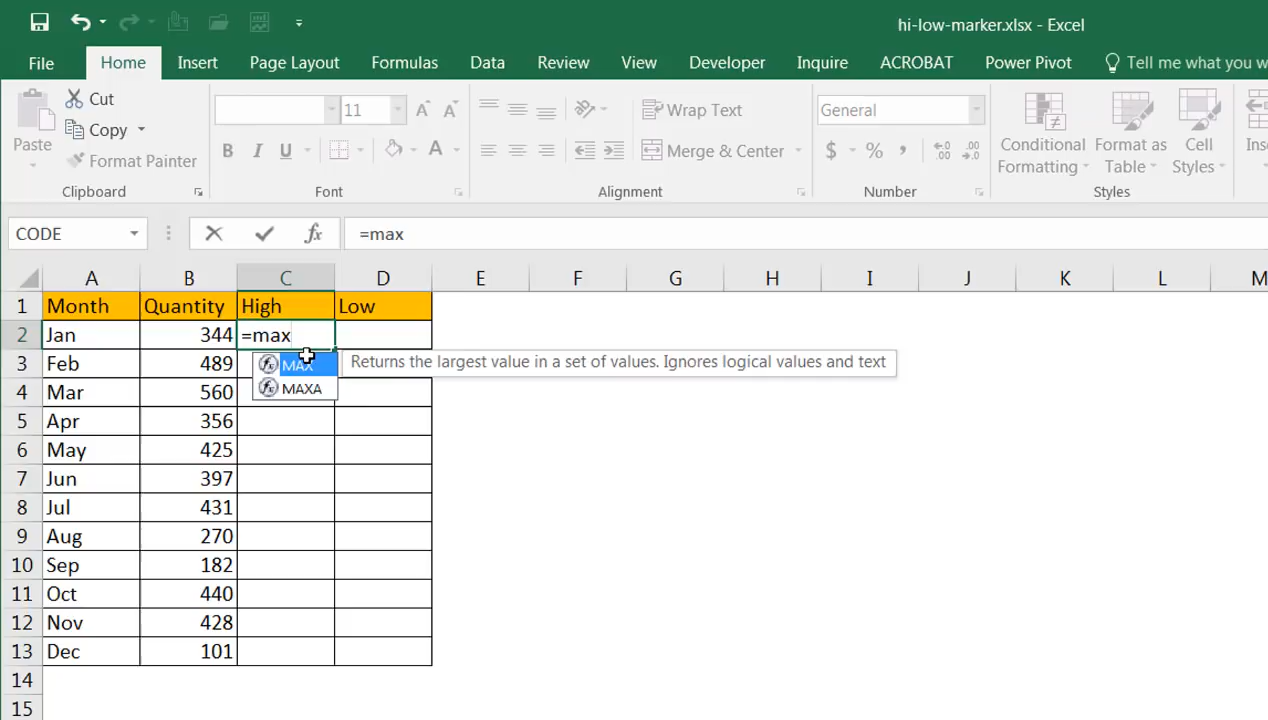 hi-low-marker.xlsx - Excel
File Home Insert Page Layout Formulas Data Review View Developer Inquire ACROBAT Power Pivot Tell me what you w
Cut
Copy
Format Painter
Paste
Clipboard
11
B I U
Font
Wrap Text
Merge & Center
Alignment
General
$ % ,
Number
Conditional Formatting
Format as Table
Cell Styles
Styles
Ins
CODE fx =max
A B C D E F G H I J K L M
1 Month Quantity High Low
2 Jan 344 =max
3 Feb 489 MAX Returns the largest value in a set of values. Ignores logical values and text
4 Mar 560 MAXA
5 Apr 356
6 May 425
7 Jun 397
8 Jul 431
9 Aug 270
10 Sep 182
11 Oct 440
12 Nov 428
13 Dec 101
14
15